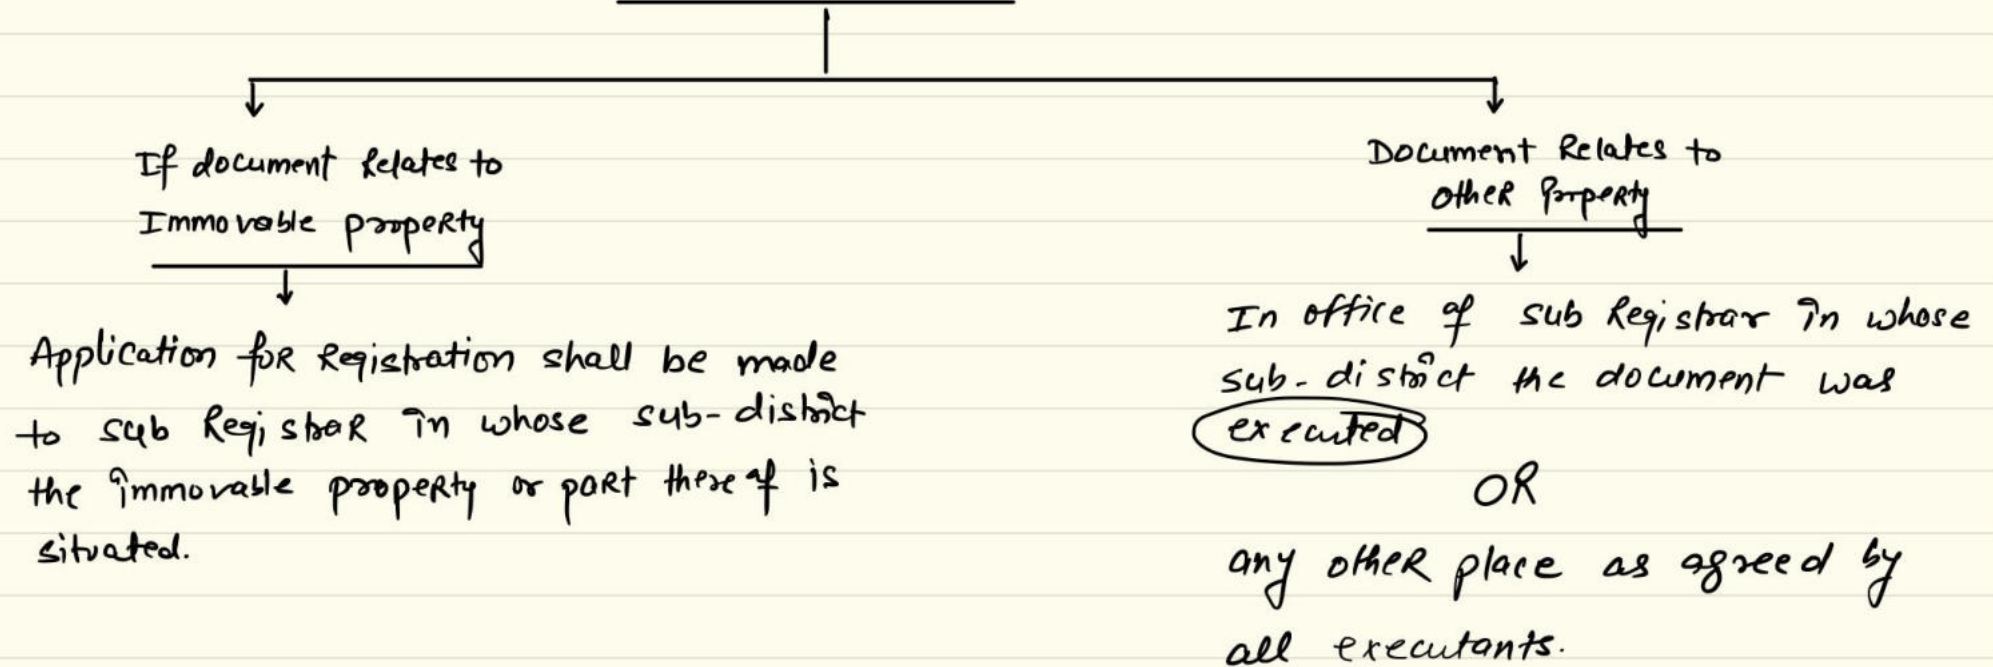 If document Relates to
Immovable property
Application for Registration shall be made
to sub Registrar in whose sub-district
the immovable property or part there of is
situated.
Document Relates to
other Property
In office of sub Registrar in whose
sub-district the document was
executed
OR
any other place as agreed by
all executants.